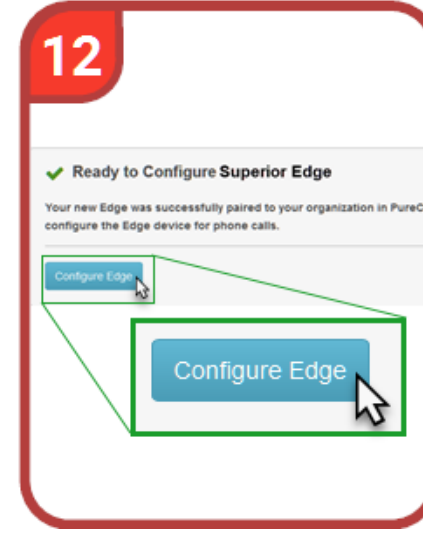 12
Ready to Configure Superior Edge
Your new Edge was successfully paired to your organization in PureC
configure the Edge device for phone calls.
Configure Edge
Configure Edge